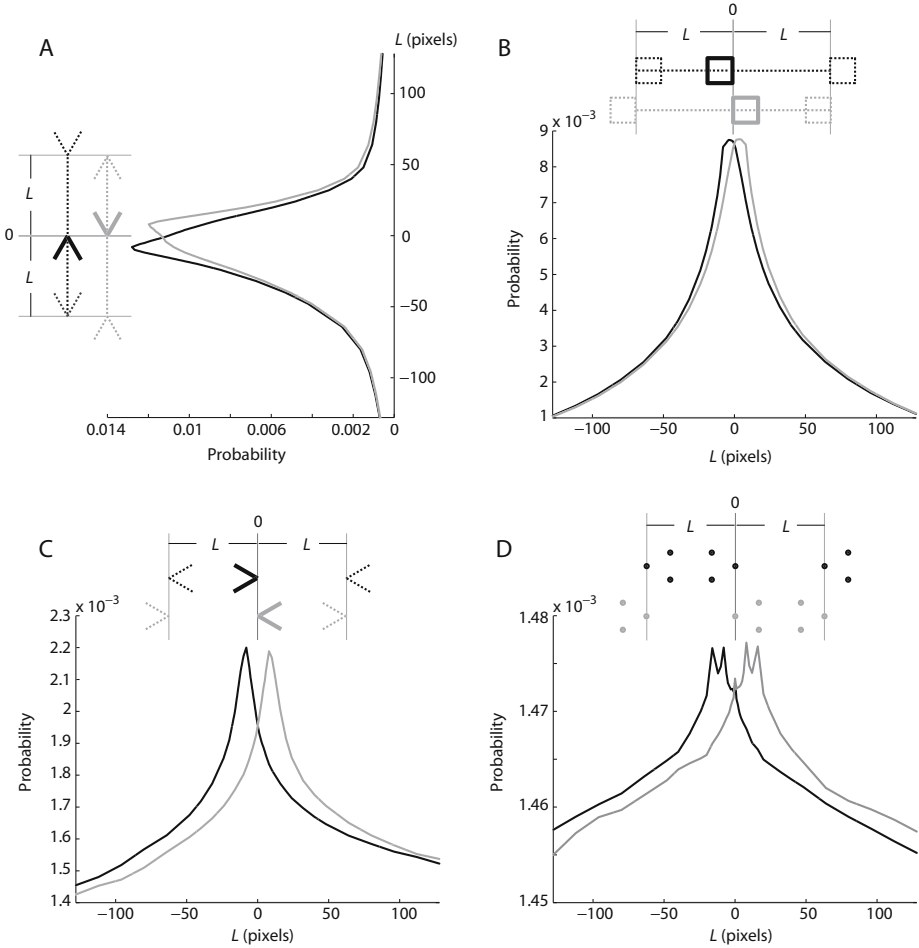 A
L (pixels)
100
50
0
−50
−100
L
0
L
0.014 0.01 0.006 0.002 0
Probability
B
0
L L
9 x 10⁻³
8
7
6
5
4
3
2
1
Probability
−100 −50 0 50 100
L (pixels)
C
0
L L
2.3 x 10⁻³
2.2
2.1
2
1.9
1.8
1.7
1.6
1.5
1.4
Probability
−100 −50 0 50 100
L (pixels)
D
0
L L
1.48 x 10⁻³
1.47
1.46
1.45
Probability
−100 −50 0 50 100
L (pixels)